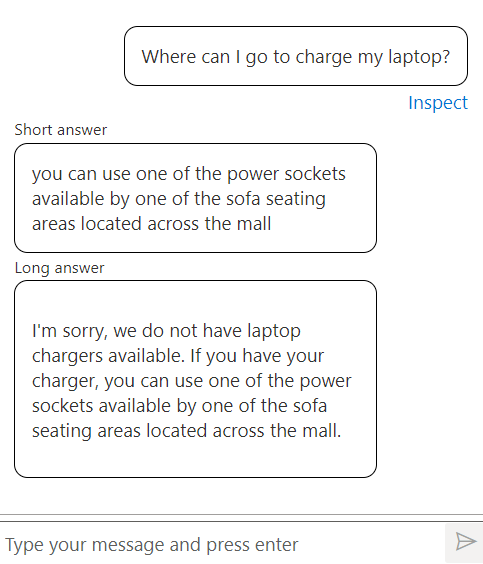 Where can I go to charge my laptop?
Inspect
Short answer
you can use one of the power sockets
available by one of the sofa seating
areas located across the mall
Long answer
I'm sorry, we do not have laptop
chargers available. If you have your
charger, you can use one of the power
sockets available by one of the sofa
seating areas located across the mall.
Type your message and press enter